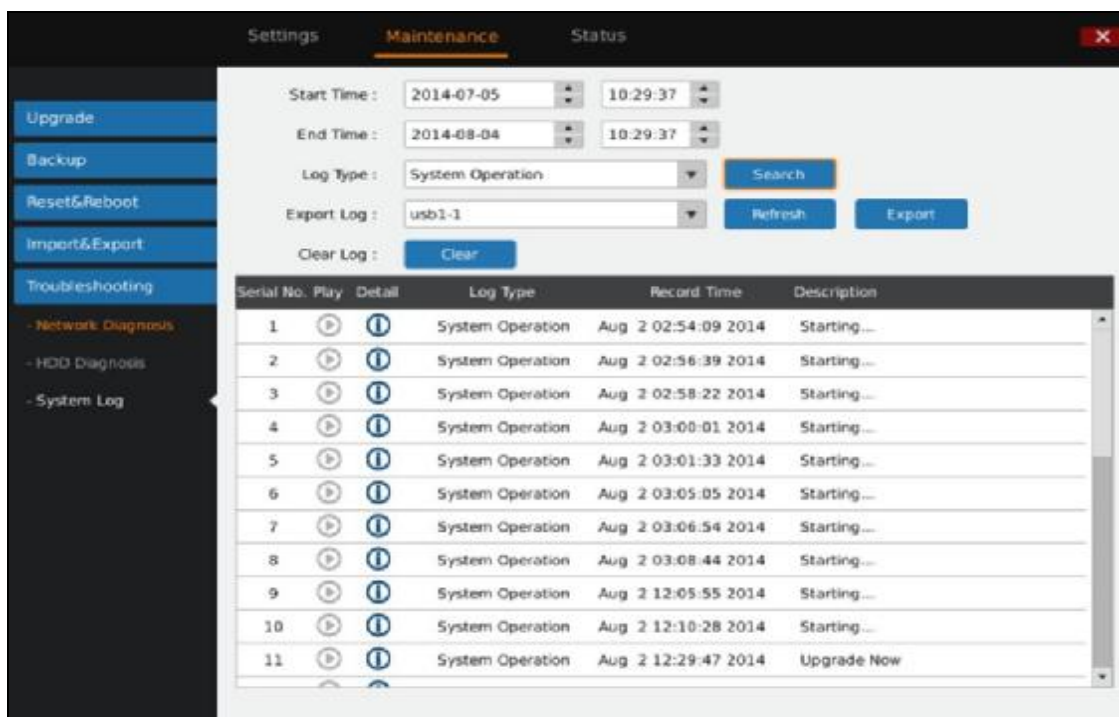 Settings Maintenance Status
Upgrade
Backup
Reset&Reboot
Import&Export
Troubleshooting
- Network Diagnosis
- HDD Diagnosis
- System Log
Start Time : 2014-07-05 10:29:37
End Time : 2014-08-04 10:29:37
Log Type : System Operation Search
Export Log : usb1-1 Refresh Export
Clear Log : Clear
Serial No. Play Detail Log Type Record Time Description
1 System Operation Aug 2 02:54:09 2014 Starting...
2 System Operation Aug 2 02:56:39 2014 Starting...
3 System Operation Aug 2 02:58:22 2014 Starting...
4 System Operation Aug 2 03:00:01 2014 Starting...
5 System Operation Aug 2 03:01:33 2014 Starting...
6 System Operation Aug 2 03:05:05 2014 Starting...
7 System Operation Aug 2 03:06:54 2014 Starting...
8 System Operation Aug 2 03:08:44 2014 Starting...
9 System Operation Aug 2 12:05:55 2014 Starting...
10 System Operation Aug 2 12:10:28 2014 Starting...
11 System Operation Aug 2 12:29:47 2014 Upgrade Now